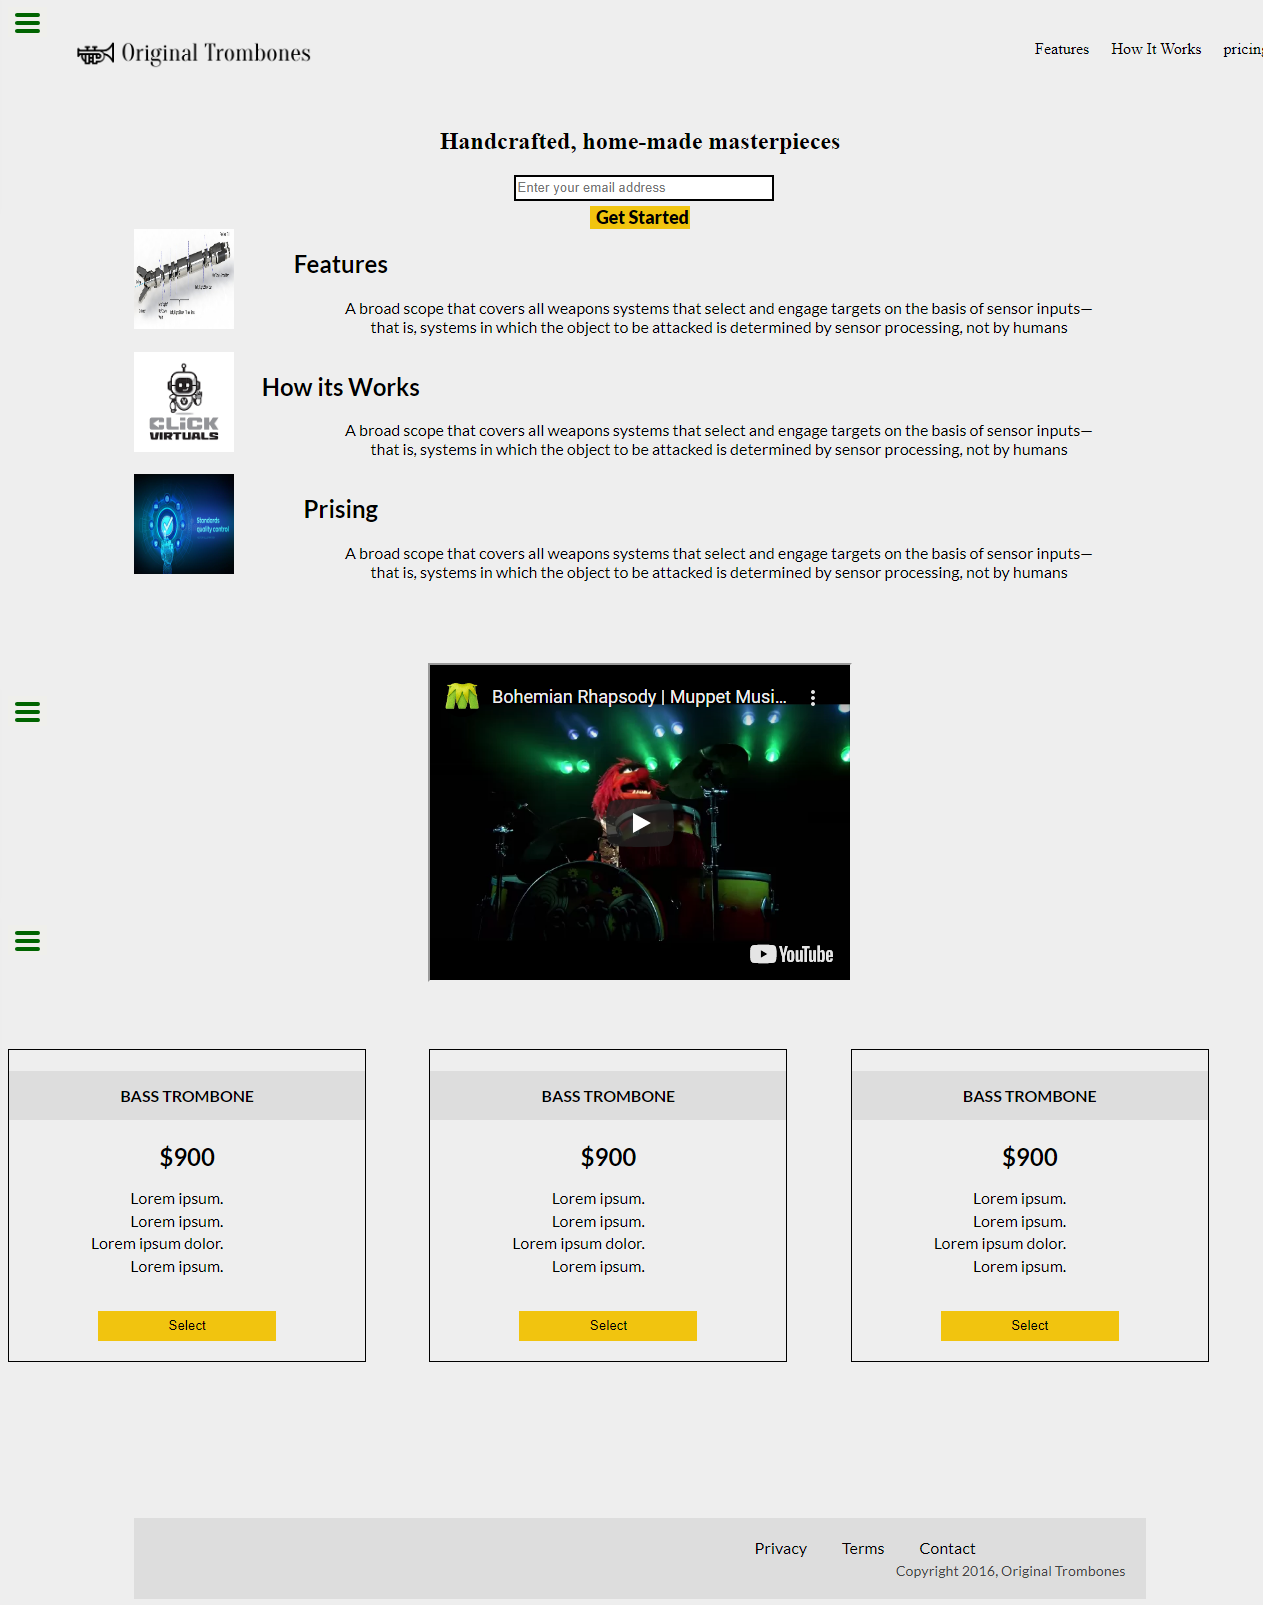 Original Trombones
Features How It Works pricing
Handcrafted, home-made masterpieces
Enter your email address
Get Started
Features
A broad scope that covers all weapons systems that select and engage targets on the basis of sensor inputs—
that is, systems in which the object to be attacked is determined by sensor processing, not by humans
CLiCK
VIRTUALS
How its Works
A broad scope that covers all weapons systems that select and engage targets on the basis of sensor inputs—
that is, systems in which the object to be attacked is determined by sensor processing, not by humans
Standards
quality control
Prising
A broad scope that covers all weapons systems that select and engage targets on the basis of sensor inputs—
that is, systems in which the object to be attacked is determined by sensor processing, not by humans
Bohemian Rhapsody | Muppet Musi...
YouTube
BASS TROMBONE
$900
Lorem ipsum.
Lorem ipsum.
Lorem ipsum dolor.
Lorem ipsum.
Select
BASS TROMBONE
$900
Lorem ipsum.
Lorem ipsum.
Lorem ipsum dolor.
Lorem ipsum.
Select
BASS TROMBONE
$900
Lorem ipsum.
Lorem ipsum.
Lorem ipsum dolor.
Lorem ipsum.
Select
Privacy Terms Contact
Copyright 2016, Original Trombones